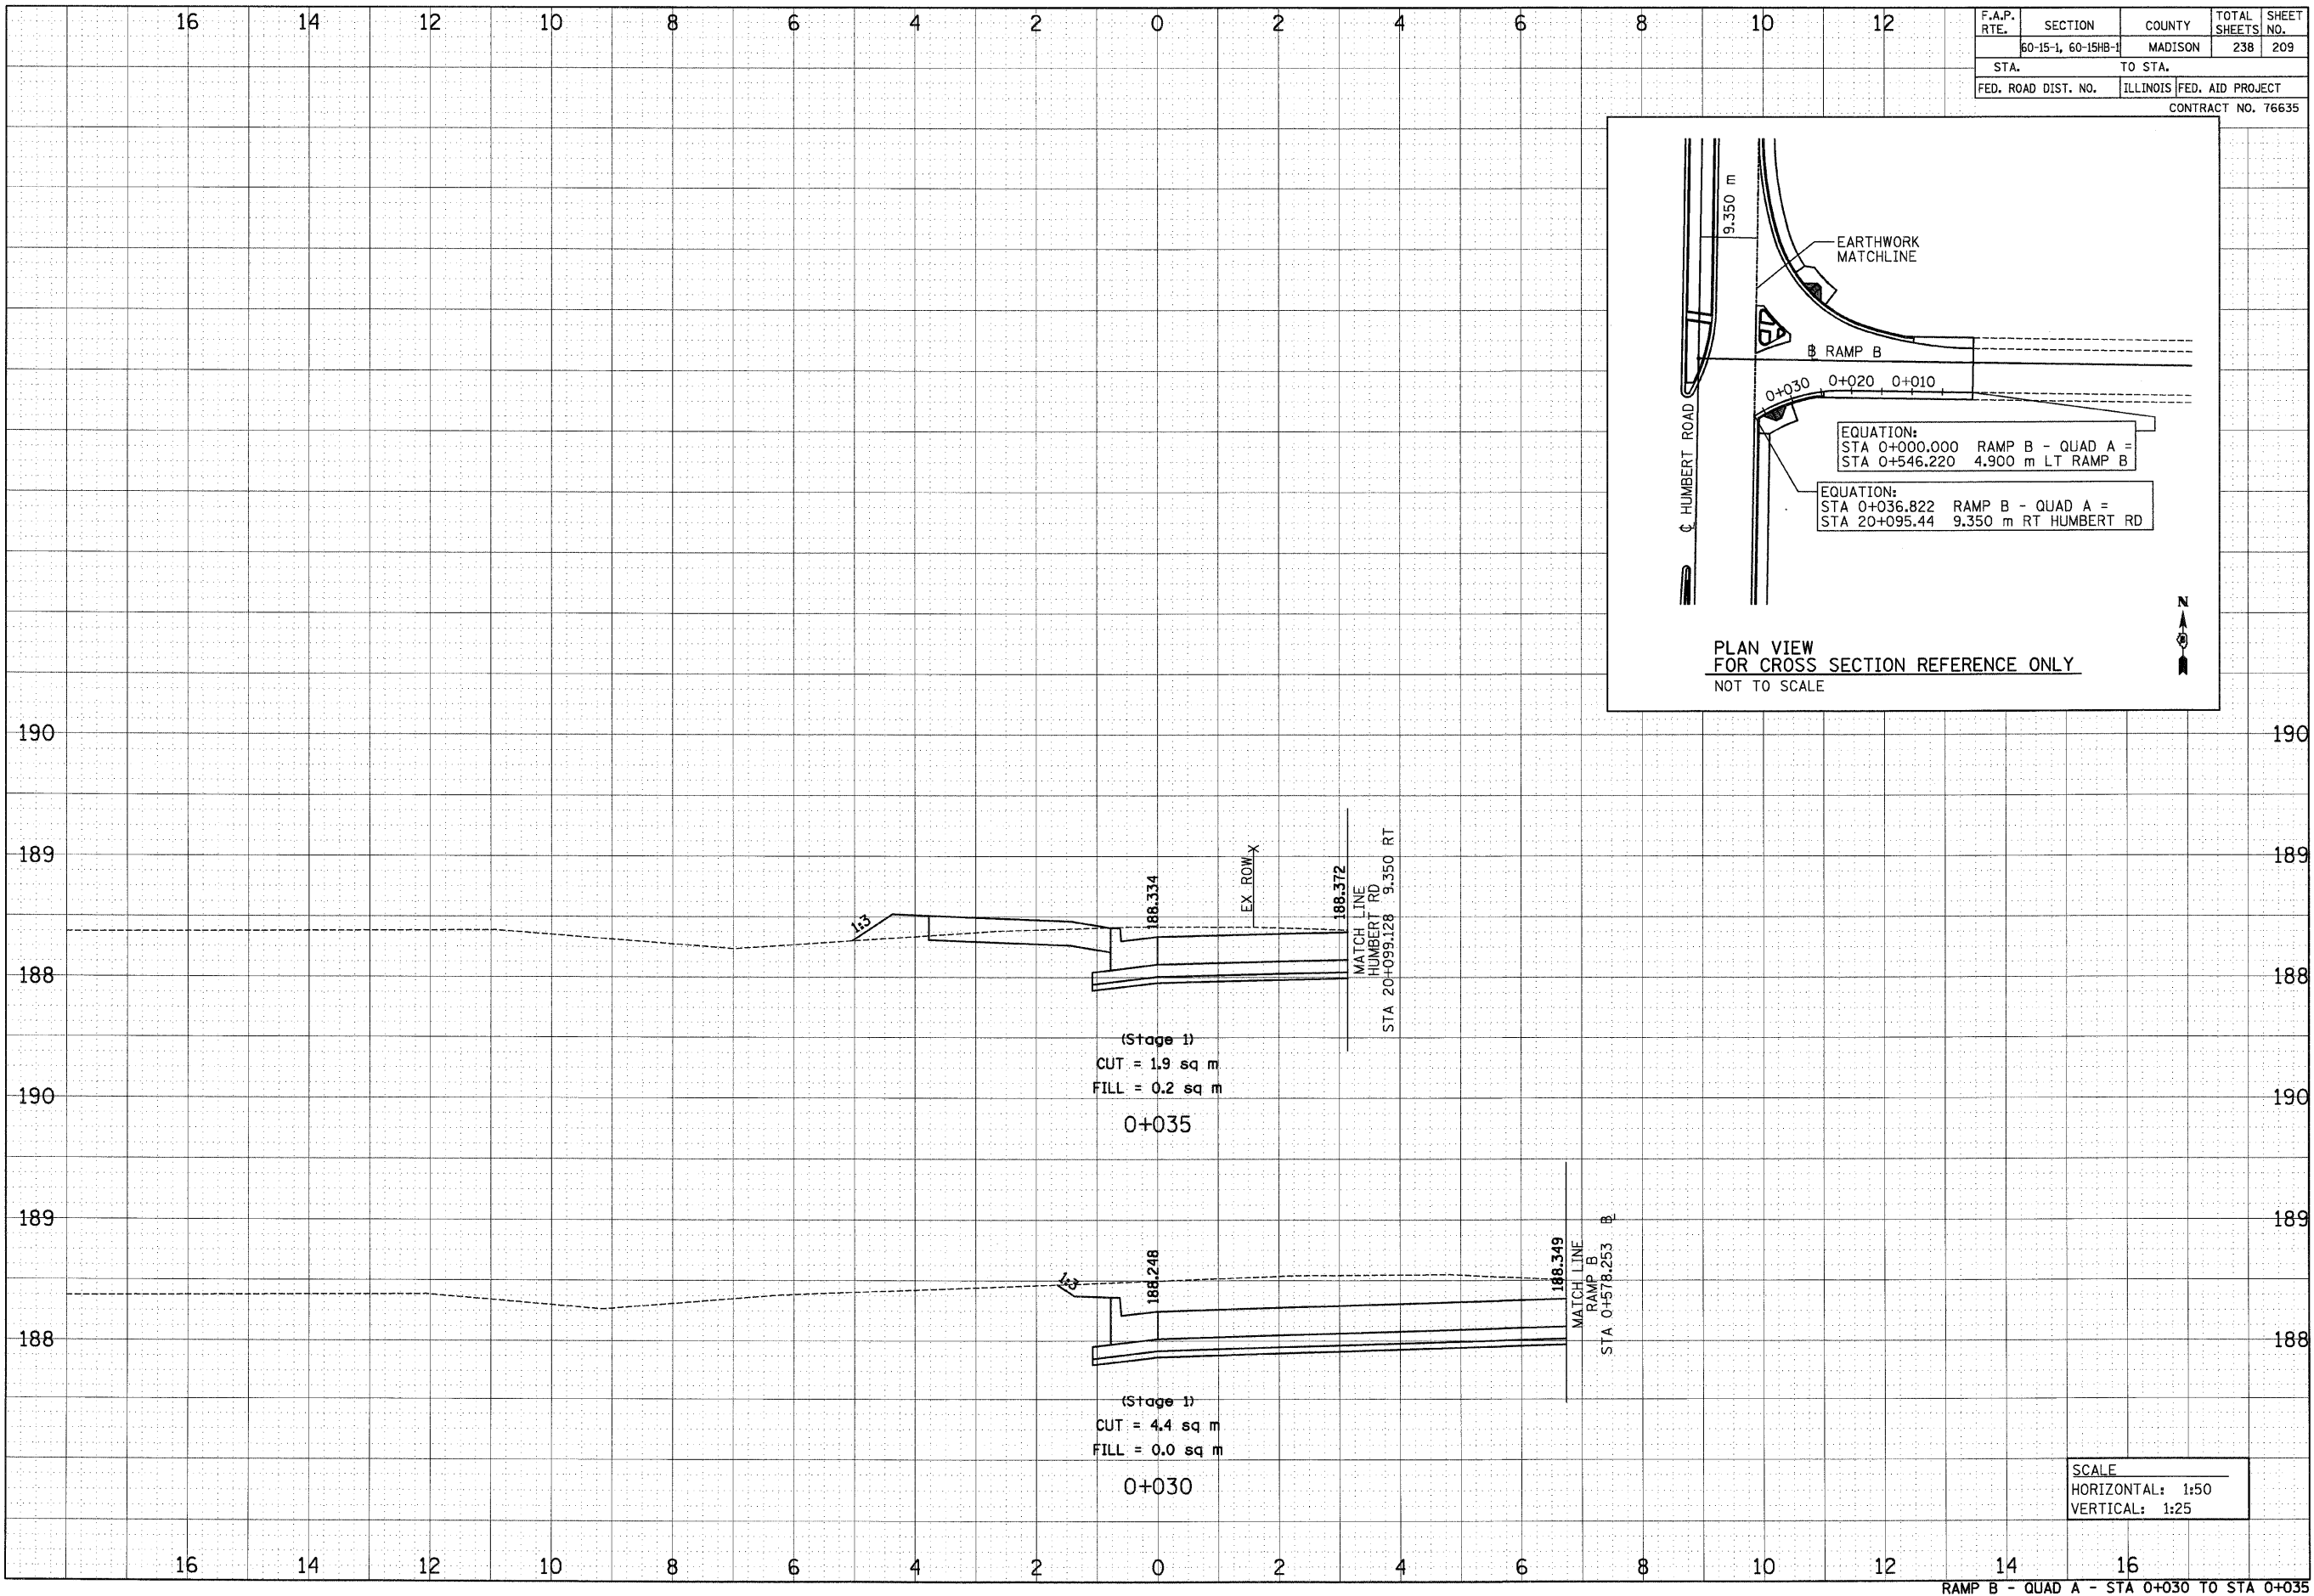 16 14 12 10 8 6 4 2 0 2 4 6 8 10 12
F.A.P. RTE. SECTION COUNTY TOTAL SHEETS SHEET NO.
60-15-1, 60-15HB-1 MADISON 238 209
STA. TO STA.
FED. ROAD DIST. NO. ILLINOIS FED. AID PROJECT
CONTRACT NO. 76635
9.350 m
EARTHWORK
MATCHLINE
B RAMP B
0+030 0+020 0+010
℄ HUMBERT ROAD
EQUATION:
STA 0+000.000 RAMP B - QUAD A =
STA 0+546.220 4.900 m LT RAMP B
EQUATION:
STA 0+036.822 RAMP B - QUAD A =
STA 20+095.44 9.350 m RT HUMBERT RD
N
PLAN VIEW
FOR CROSS SECTION REFERENCE ONLY
NOT TO SCALE
190 190
189 189
188 188
1:3
188.334
EX ROW X
188.372
MATCH LINE
HUMBERT RD
STA 20+099.128 9.350 RT
(Stage 1)
CUT = 1.9 sq m
FILL = 0.2 sq m
0+035
190 190
189 189
188 188
1:3
188.248
188.349
MATCH LINE
RAMP B
STA 0+578.253 B
(Stage 1)
CUT = 4.4 sq m
FILL = 0.0 sq m
0+030
SCALE
HORIZONTAL: 1:50
VERTICAL: 1:25
16 14 12 10 8 6 4 2 0 2 4 6 8 10 12 14 16
RAMP B - QUAD A - STA 0+030 TO STA 0+035